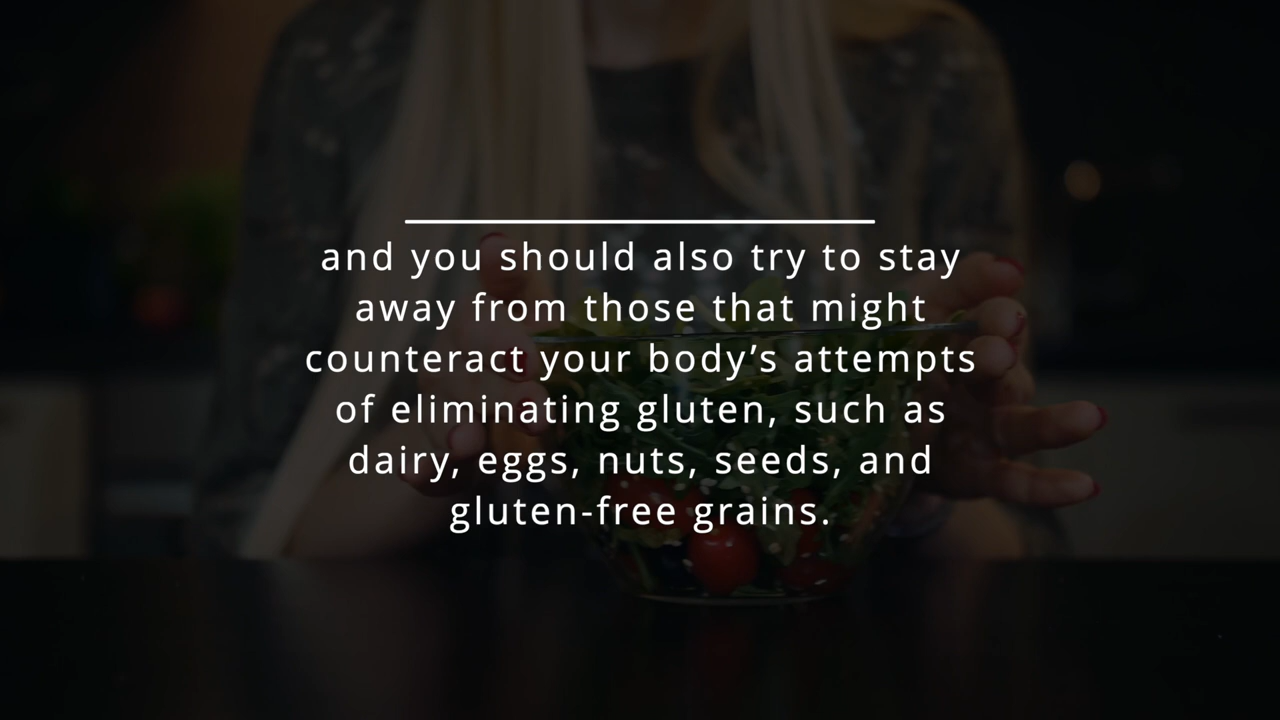 and you should also try to stay
away from those that might
counteract your body’s attempts
of eliminating gluten, such as
dairy, eggs, nuts, seeds, and
gluten-free grains.